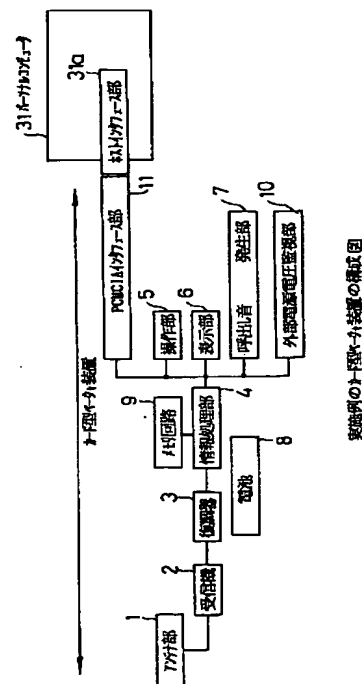 31 パーソナルコンピュータ
31a
ホストインタフェース部
カード型ページャ装置
PCMCIAインタフェース部
11
5
操作部
6
表示部
7
呼出し音 発生部
10
外部電源電圧監視部
9
メモリ回路
4
情報処理部
3
復調器
8
電池
2
受信機
1
アンテナ部
実施例のカード型ページャ装置の構成図